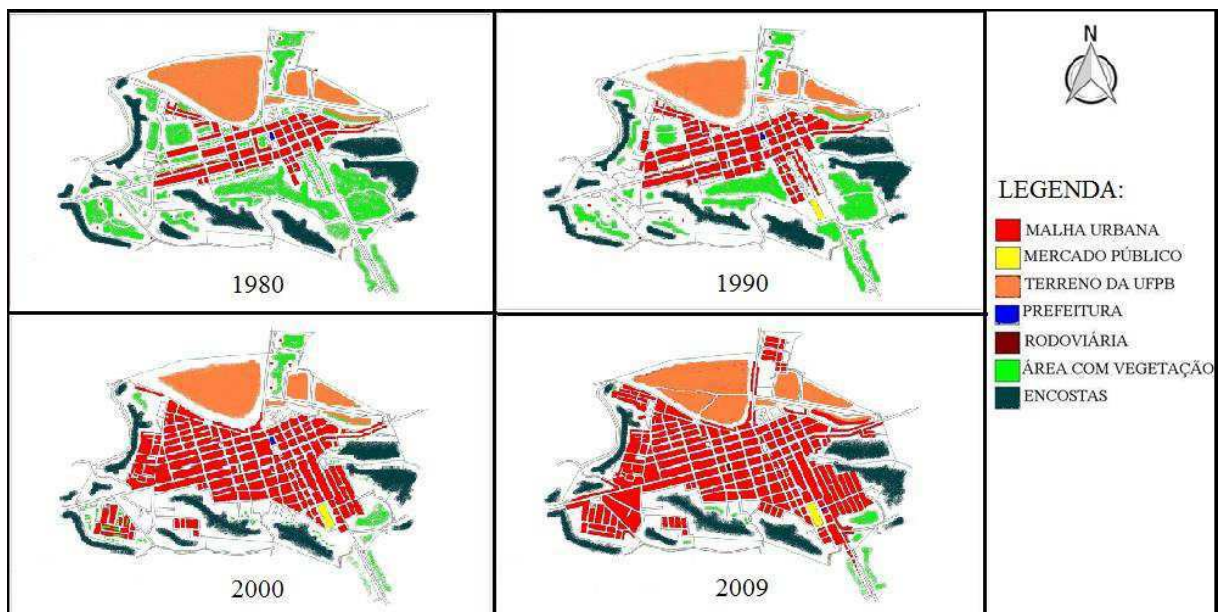 1980
1990
2000
2009
N
LEGENDA:
MALHA URBANA
MERCADO PÚBLICO
TERRENO DA UFPB
PREFEITURA
RODOVIÁRIA
ÁREA COM VEGETAÇÃO
ENCOSTAS